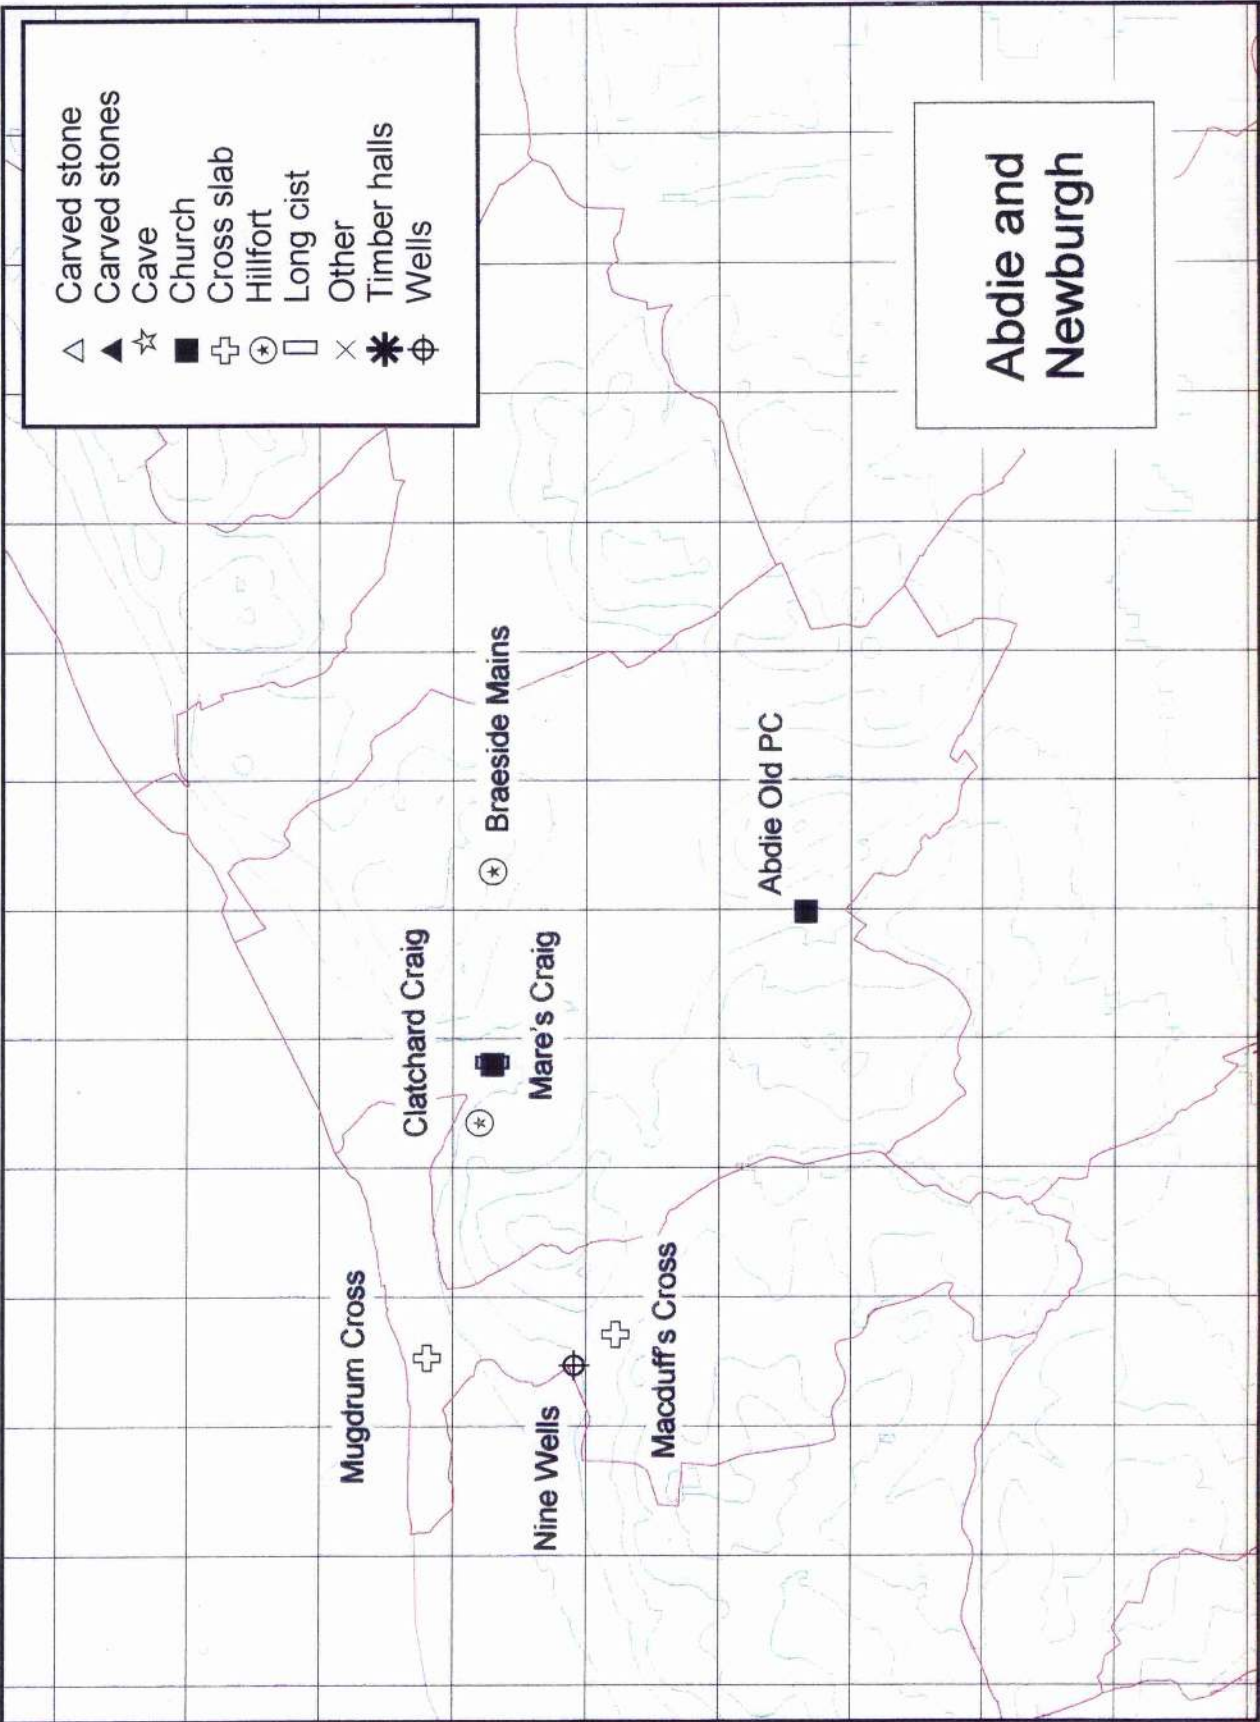 Carved stone
Carved stones
Cave
Church
Cross slab
Hillfort
Long cist
Other
Timber halls
Wells
Mugdrum Cross
Clatchard Craig
Braeside Mains
Mare's Craig
Nine Wells
Macduff's Cross
Abdie Old PC
Abdie and
Newburgh